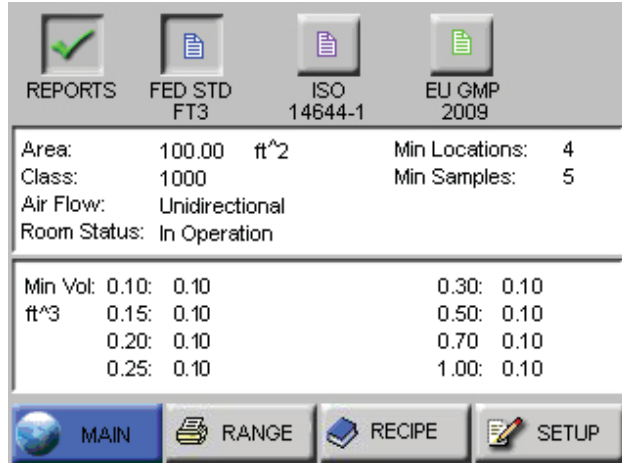 REPORTS FED STD FT3 ISO 14644-1 EU GMP 2009
Area: 100.00 ft^2 Min Locations: 4
Class: 1000 Min Samples: 5
Air Flow: Unidirectional
Room Status: In Operation
Min Vol: 0.10: 0.10 0.30: 0.10
ft^3 0.15: 0.10 0.50: 0.10
0.20: 0.10 0.70 0.10
0.25: 0.10 1.00: 0.10
MAIN RANGE RECIPE SETUP